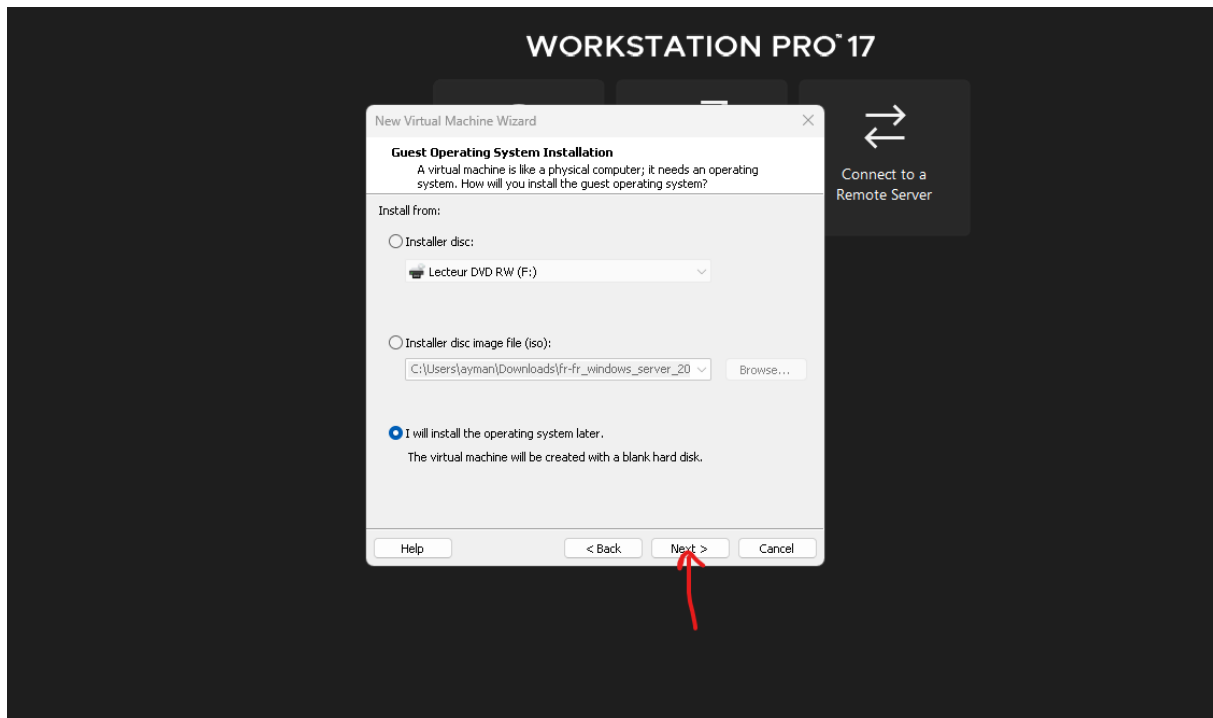 WORKSTATION PRO™ 17
New Virtual Machine Wizard
Guest Operating System Installation
A virtual machine is like a physical computer; it needs an operating
system. How will you install the guest operating system?
Connect to a
Remote Server
Install from:
Installer disc:
Lecteur DVD RW (F:)
Installer disc image file (iso):
C:\Users\ayman\Downloads\fr-fr_windows_server_20
Browse...
I will install the operating system later.
The virtual machine will be created with a blank hard disk.
Help
< Back
Next >
Cancel